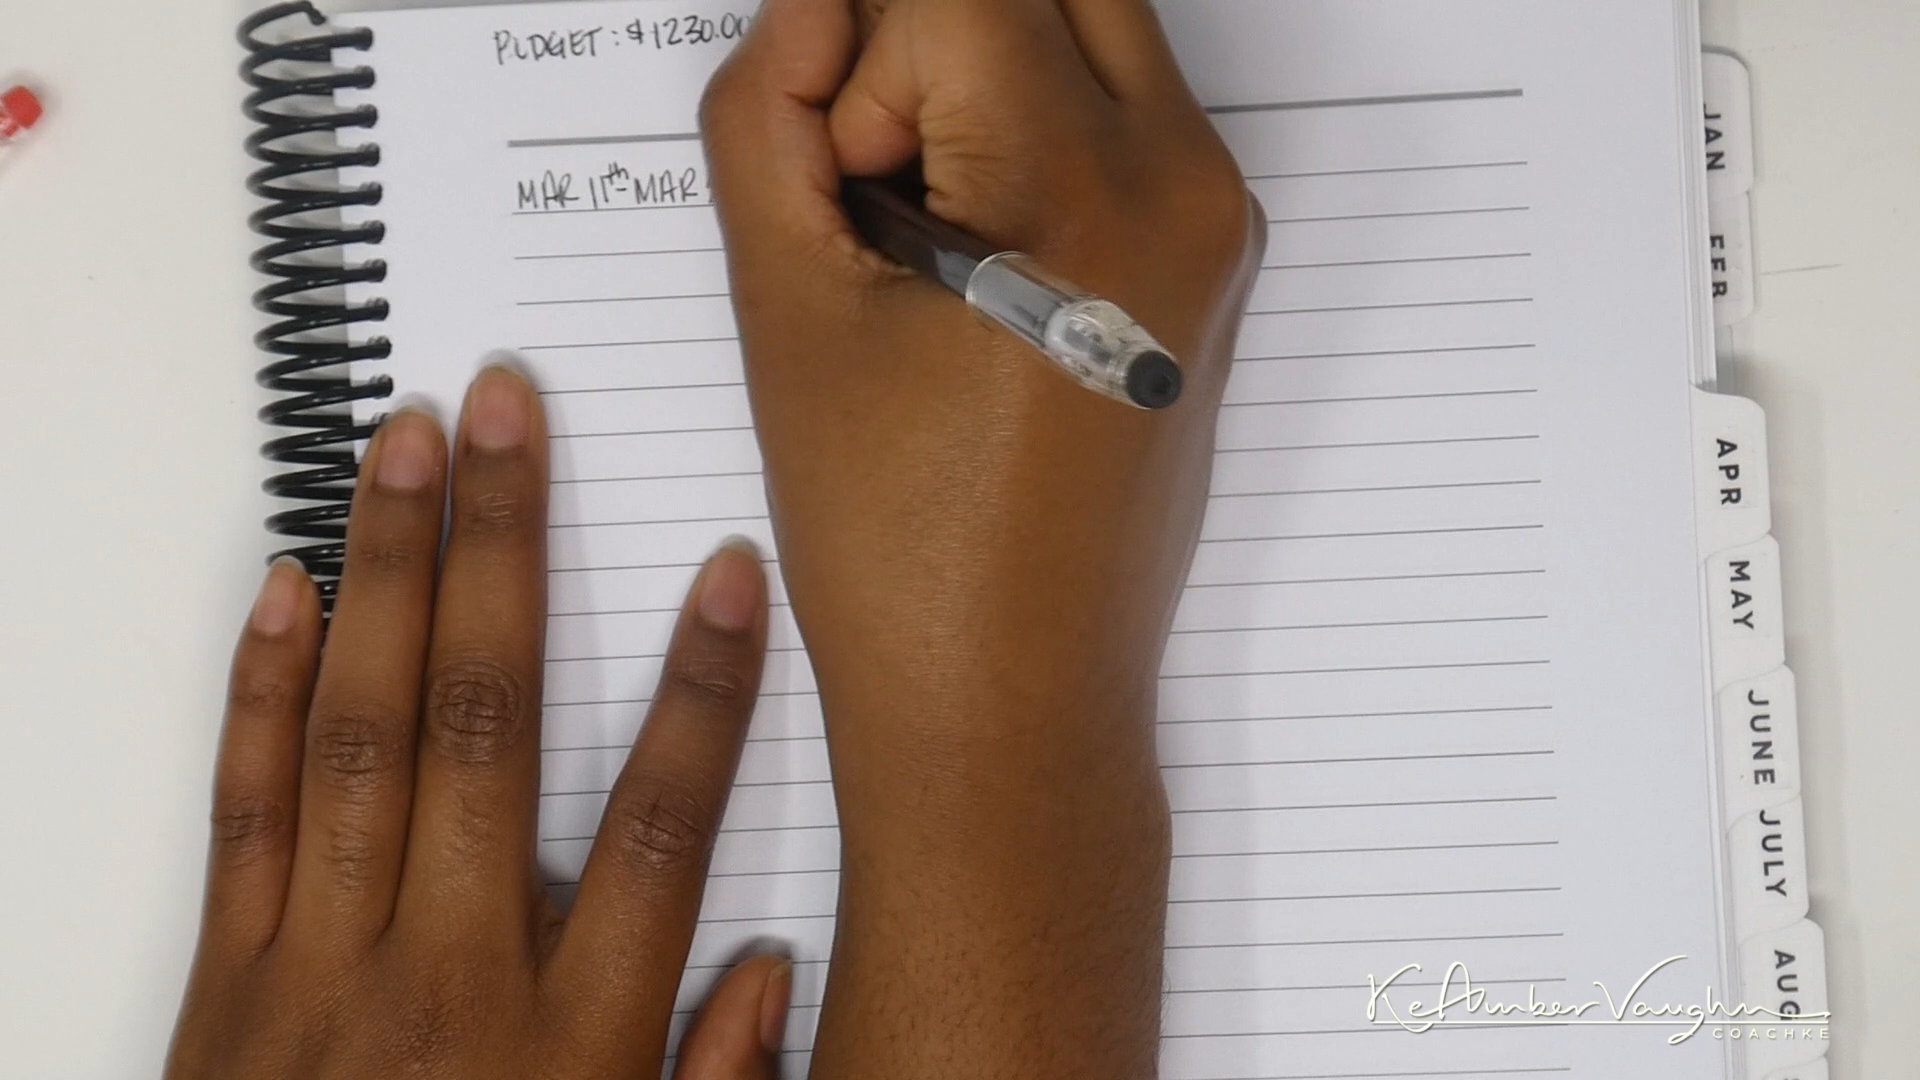 BUDGET: $1230.00
MAR 11th - MAR
JAN
FEB
APR
MAY
JUNE
JULY
AUG
KeAmber Vaughn
COACHKE